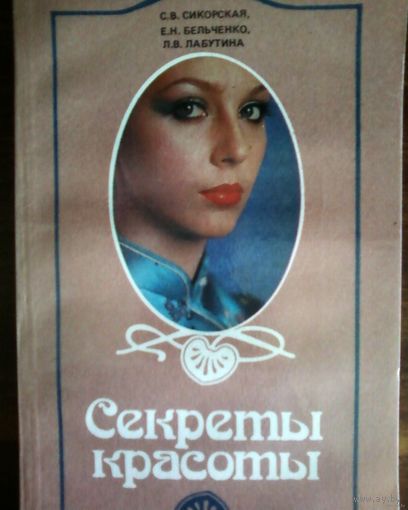 С.В. СИКОРСКАЯ,
Е.Н. БЕЛЬЧЕНКО,
Л.В. ЛАБУТИНА
Секреты
красоты